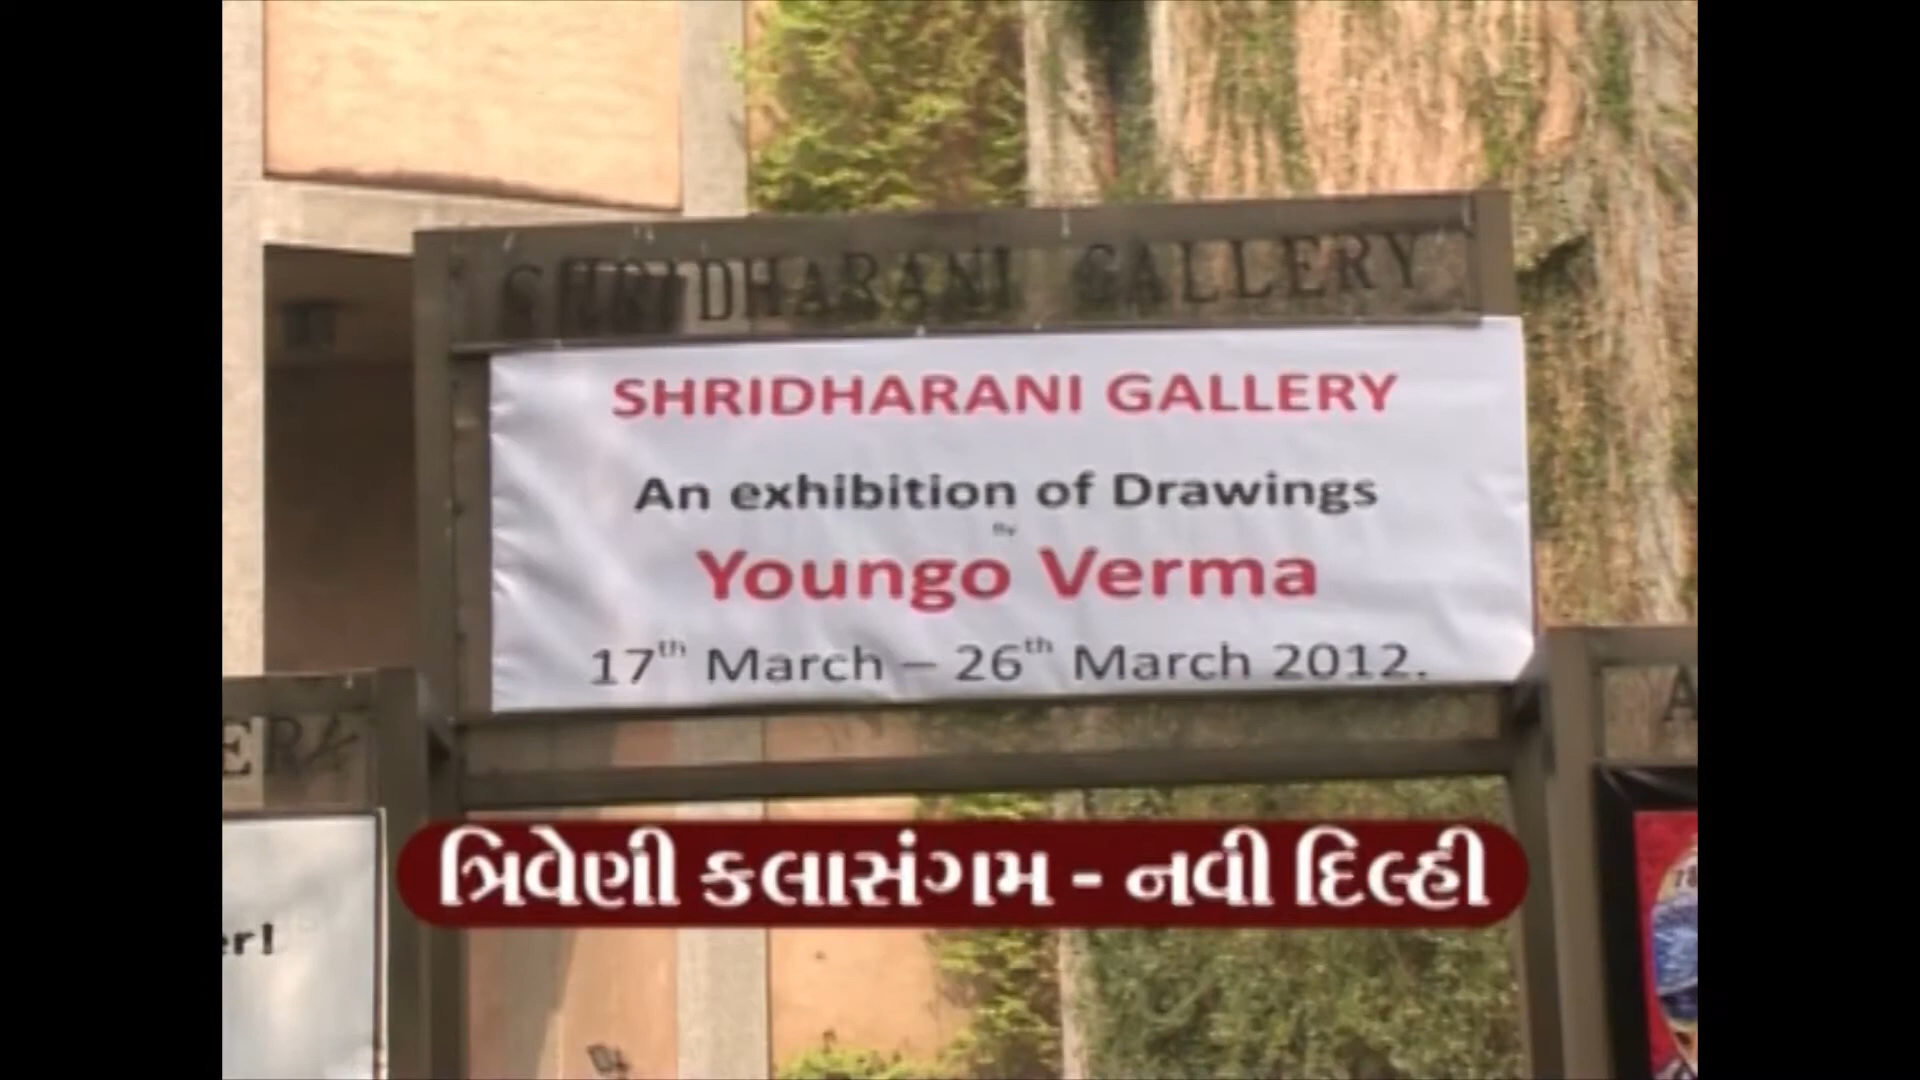 SHRIDHARANI GALLERY
SHRIDHARANI GALLERY
An exhibition of Drawings
By
Youngo Verma
17th March – 26th March 2012.
ત્રિવેણી કલાસંગમ - નવી દિલ્હી
er!